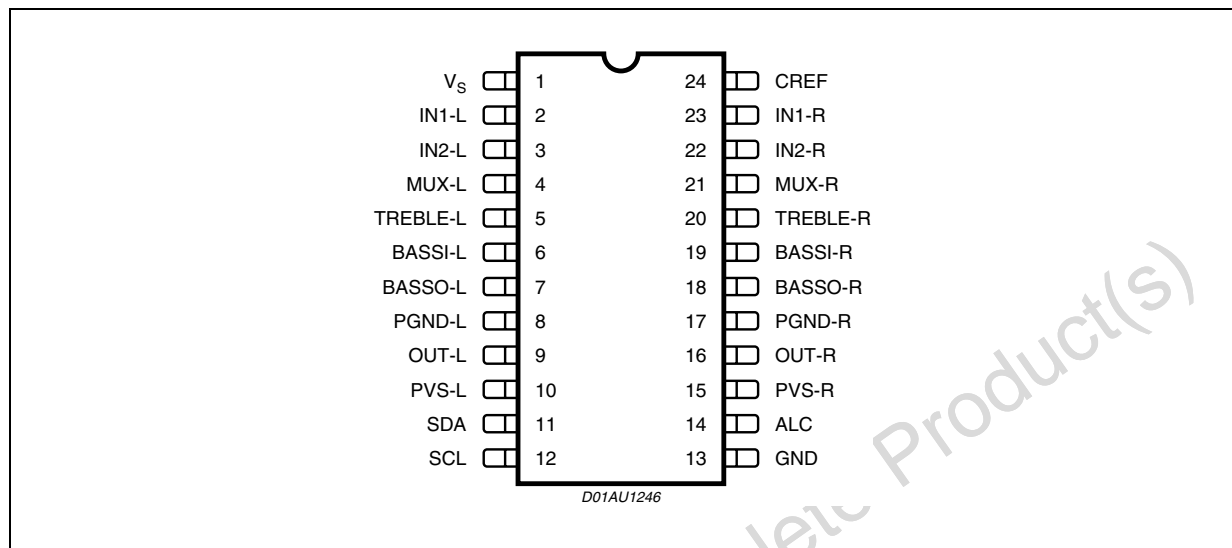 V_S 1 24 CREF
IN1-L 2 23 IN1-R
IN2-L 3 22 IN2-R
MUX-L 4 21 MUX-R
TREBLE-L 5 20 TREBLE-R
BASSI-L 6 19 BASSI-R
BASSO-L 7 18 BASSO-R
PGND-L 8 17 PGND-R
OUT-L 9 16 OUT-R
PVS-L 10 15 PVS-R
SDA 11 14 ALC
SCL 12 13 GND
D01AU1246
Product(s)